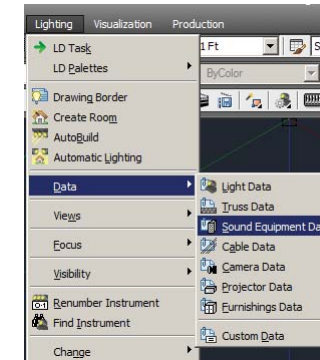 Lighting Visualization Production
LD Task
1 Ft
LD Palettes
ByColor
Drawing Border
Create Room
AutoBuild
Automatic Lighting
Data
Light Data
Truss Data
Views
Sound Equipment Da
Focus
Cable Data
Camera Data
Visibility
Projector Data
Renumber Instrument
Furnishings Data
Find Instrument
Custom Data
Change